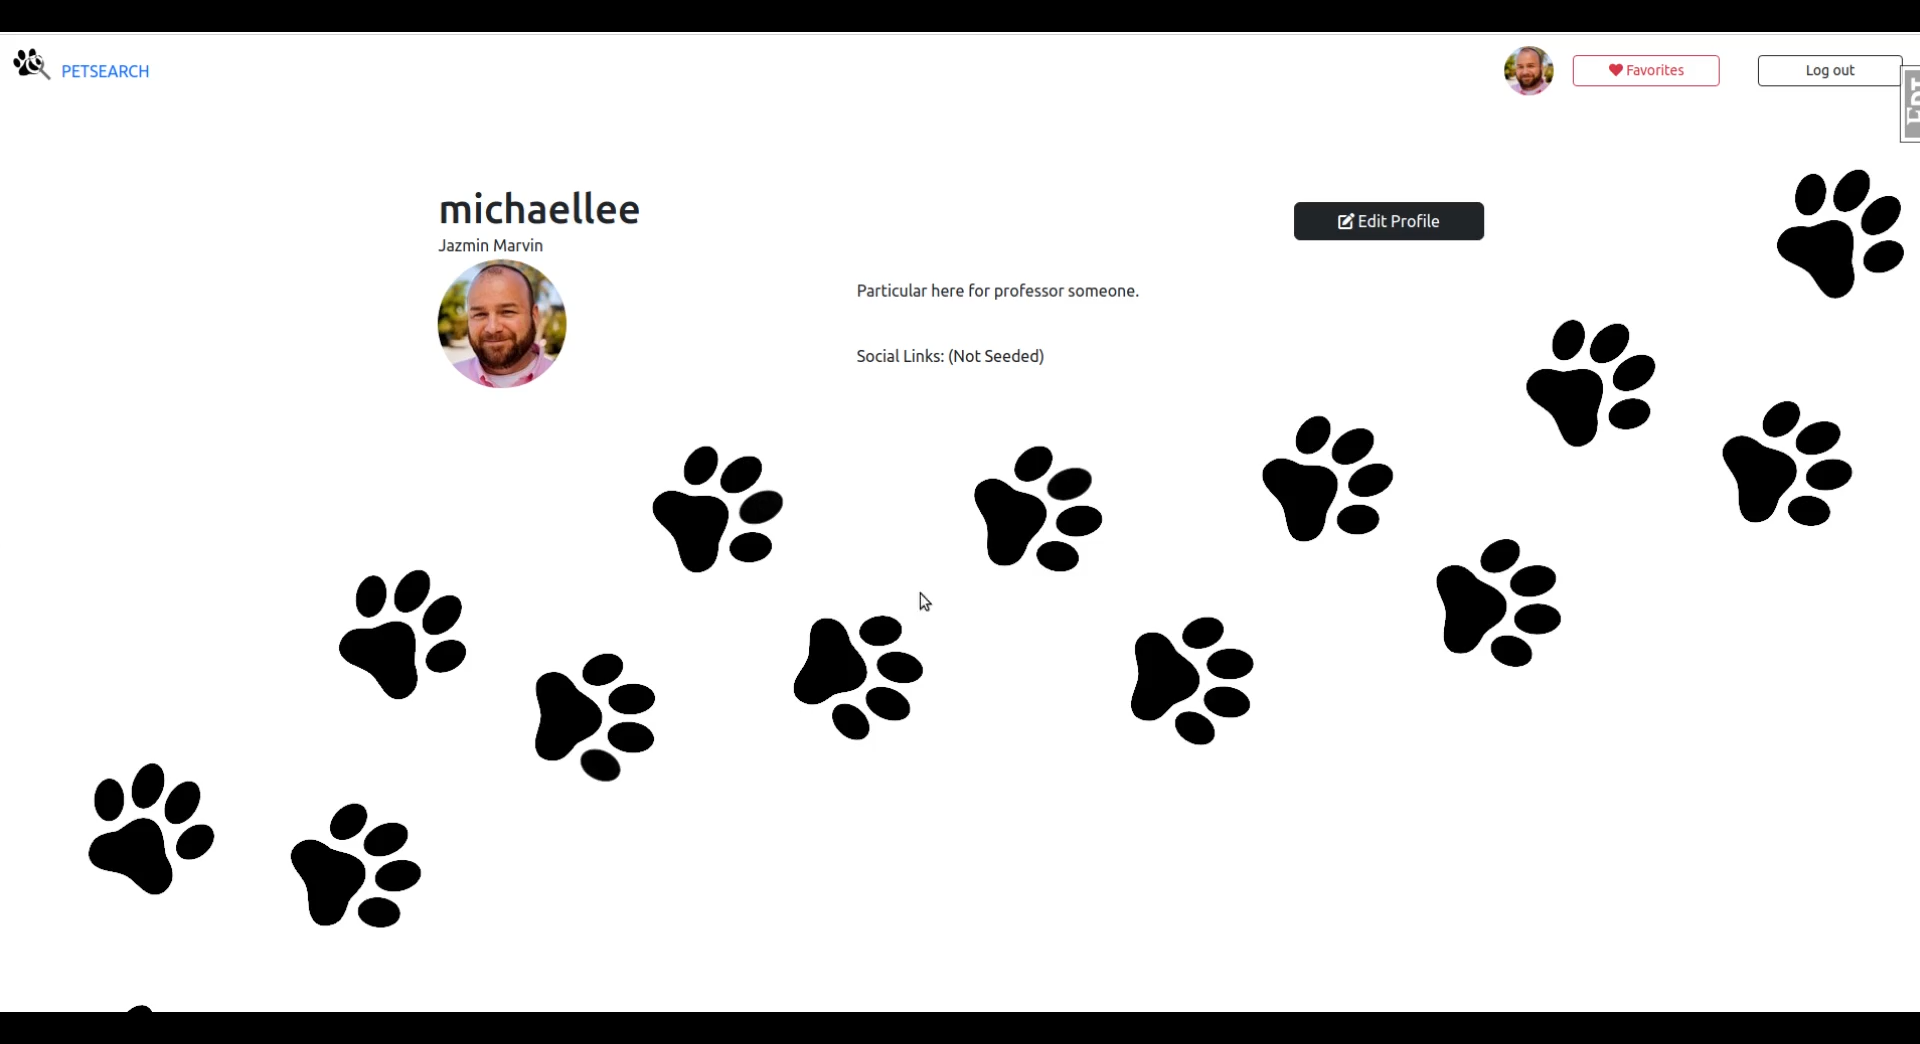 PETSEARCH
Favorites
Log out
michaellee
Edit Profile
Jazmin Marvin
Particular here for professor someone.
Social Links: (Not Seeded)